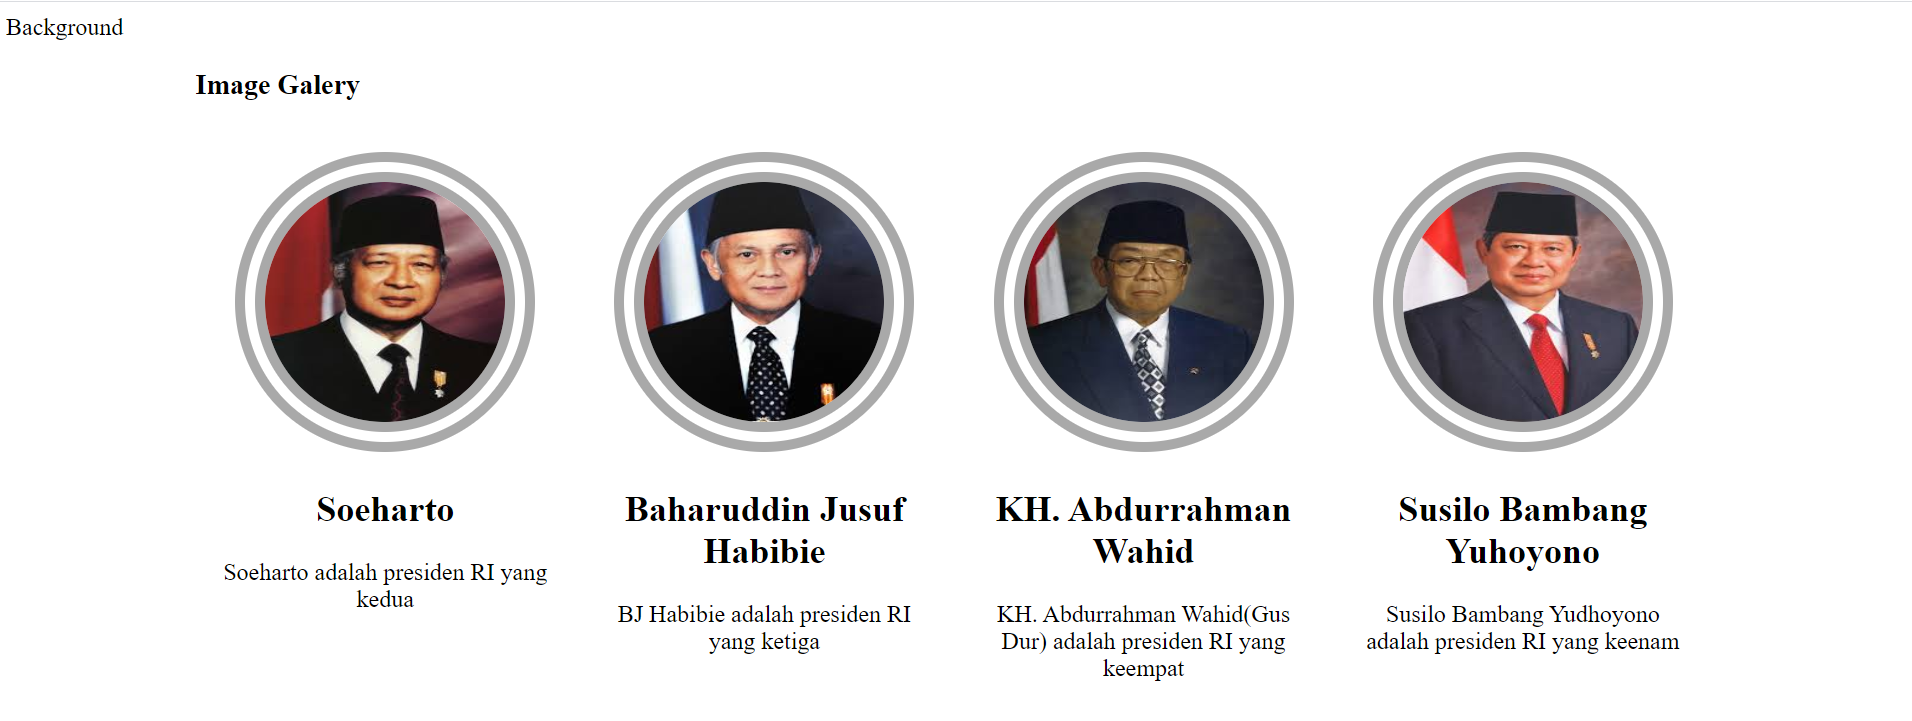 Background
Image Galery
Soeharto
Soeharto adalah presiden RI yang
kedua
Baharuddin Jusuf
Habibie
BJ Habibie adalah presiden RI
yang ketiga
KH. Abdurrahman
Wahid
KH. Abdurrahman Wahid(Gus
Dur) adalah presiden RI yang
keempat
Susilo Bambang
Yuhoyono
Susilo Bambang Yudhoyono
adalah presiden RI yang keenam